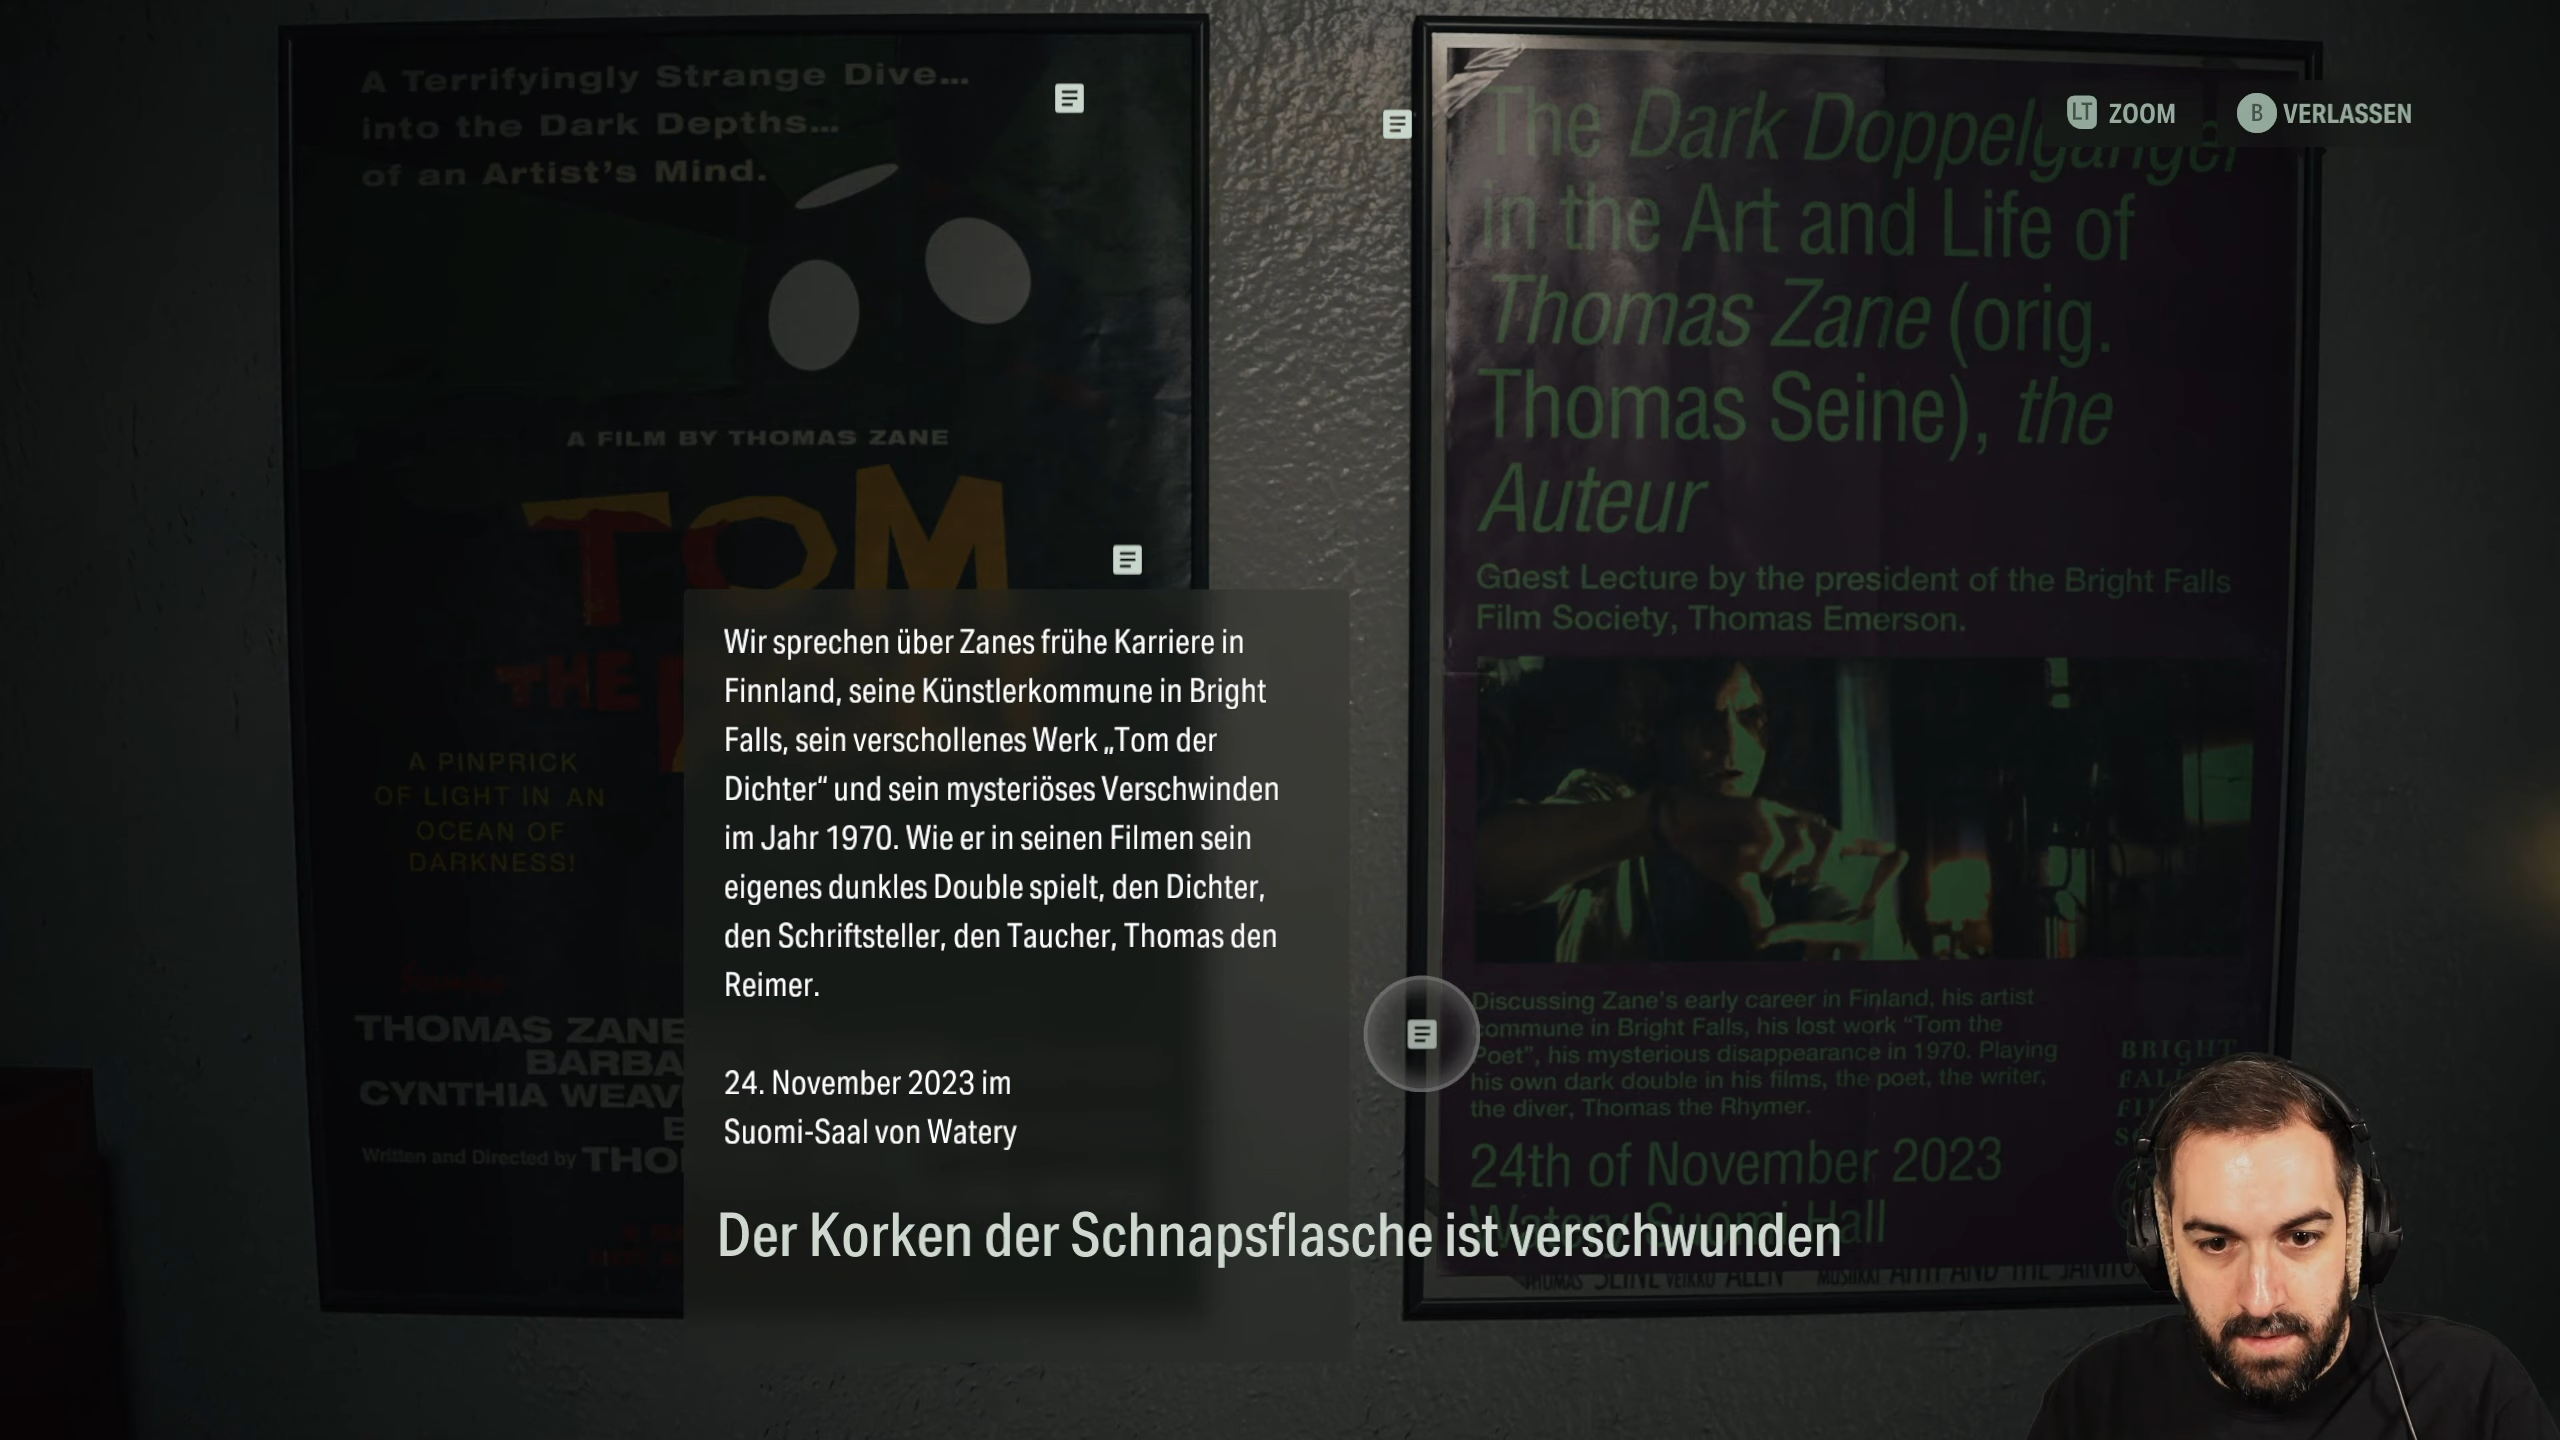 A Terrifyingly Strange Dive...
into the Dark Depths...
of an Artist's Mind.
A FILM BY THOMAS ZANE
TOM
THE
A PINPRICK
OF LIGHT IN AN
OCEAN OF
DARKNESS!
THOMAS ZANE
BARBA
CYNTHIA WEAV
Written and Directed by THO
LT ZOOM
B VERLASSEN
The Dark Doppelgänger
in the Art and Life of
Thomas Zane (orig.
Thomas Seine), the
Auteur
Guest Lecture by the president of the Bright Falls
Film Society, Thomas Emerson.
Discussing Zane's early career in Finland, his artist
commune in Bright Falls, his lost work “Tom the
Poet”, his mysterious disappearance in 1970. Playing
his own dark double in his films, the poet, the writer,
the diver, Thomas the Rhymer.
BRIGHT
24th of November 2023
Watery Suomi Hall
Wir sprechen über Zanes frühe Karriere in
Finnland, seine Künstlerkommune in Bright
Falls, sein verschollenes Werk „Tom der
Dichter“ und sein mysteriöses Verschwinden
im Jahr 1970. Wie er in seinen Filmen sein
eigenes dunkles Double spielt, den Dichter,
den Schriftsteller, den Taucher, Thomas den
Reimer.
24. November 2023 im
Suomi-Saal von Watery
Der Korken der Schnapsflasche ist verschwunden